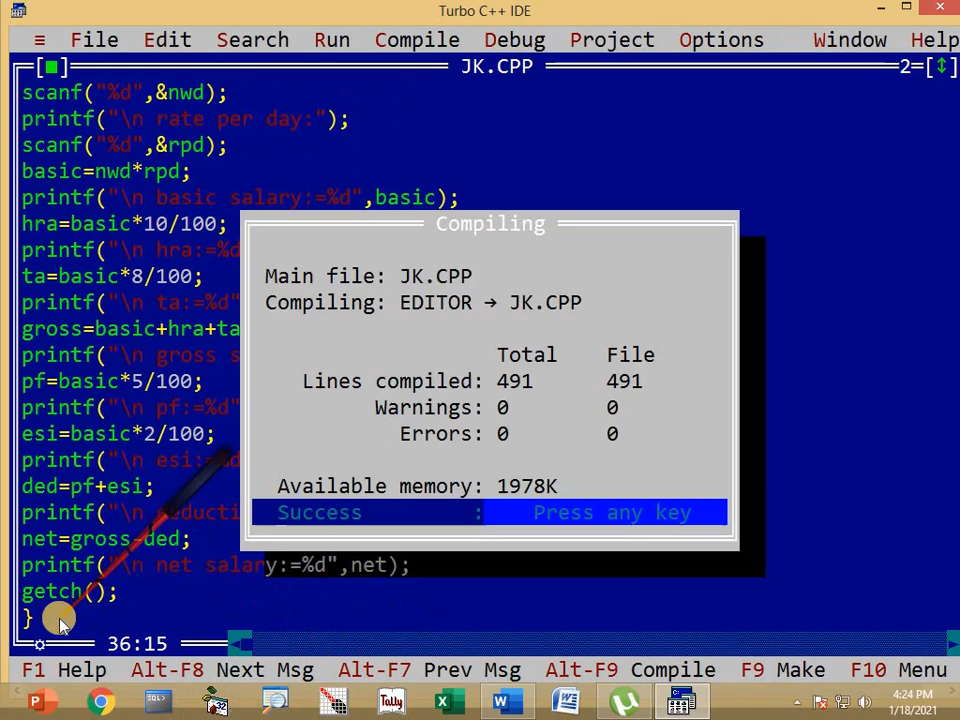 Turbo C++ IDE
≡ File Edit Search Run Compile Debug Project Options Window Help
[■] JK.CPP 2=[↕]
scanf("%d",&nwd);
printf("\n rate per day:");
scanf("%d",&rpd);
basic=nwd*rpd;
printf("\n basic salary:=%d",basic);
hra=basic*10/100;
printf("\n hra:=%d
ta=basic*8/100;
printf("\n ta:=%d"
gross=basic+hra+ta
printf("\n gross s
pf=basic*5/100;
printf("\n pf:=%d"
esi=basic*2/100;
printf("\n esi:=%d
ded=pf+esi;
printf("\n deducti
net=gross-ded;
printf("\n net salary:=%d",net);
getch();
}
Compiling
Main file: JK.CPP
Compiling: EDITOR → JK.CPP
Total File
Lines compiled: 491 491
Warnings: 0 0
Errors: 0 0
Available memory: 1978K
Success : Press any key
36:15
F1 Help Alt-F8 Next Msg Alt-F7 Prev Msg Alt-F9 Compile F9 Make F10 Menu
Tally
4:24 PM
1/18/2021